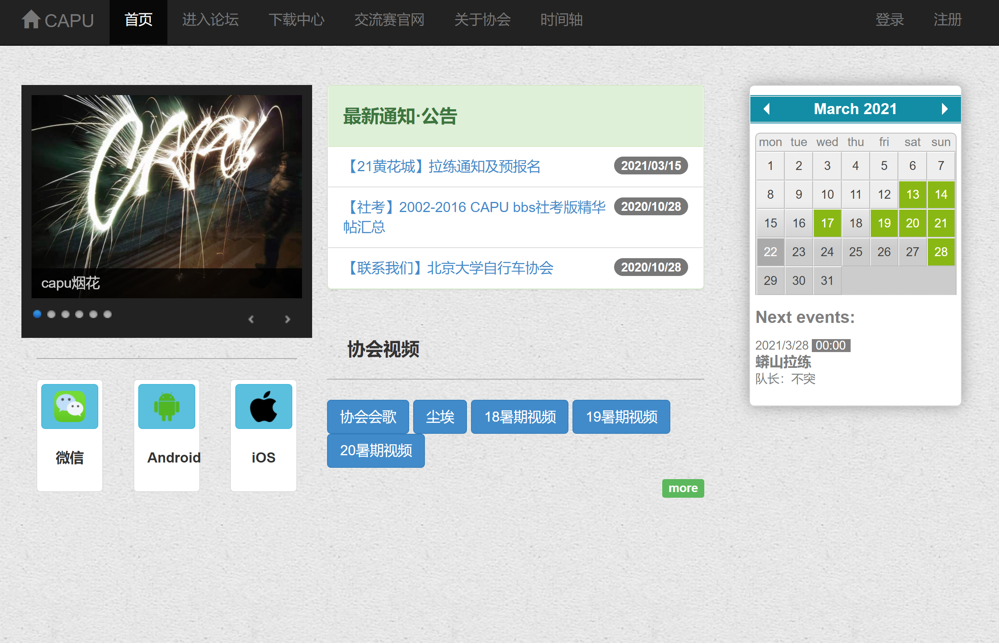 CAPU 首页 进入论坛 下载中心 交流赛官网 关于协会 时间轴 登录 注册
capu
capu烟花
微信 Android iOS
最新通知·公告
【21黄花城】拉练通知及预报名 2021/03/15
【社考】2002-2016 CAPU bbs社考版精华 2020/10/28
帖汇总
【联系我们】北京大学自行车协会 2020/10/28
协会视频
协会会歌 尘埃 18暑期视频 19暑期视频
20暑期视频
more
March 2021
mon tue wed thu fri sat sun
1 2 3 4 5 6 7
8 9 10 11 12 13 14
15 16 17 18 19 20 21
22 23 24 25 26 27 28
29 30 31
Next events:
2021/3/28 00:00
蟒山拉练
队长：不突